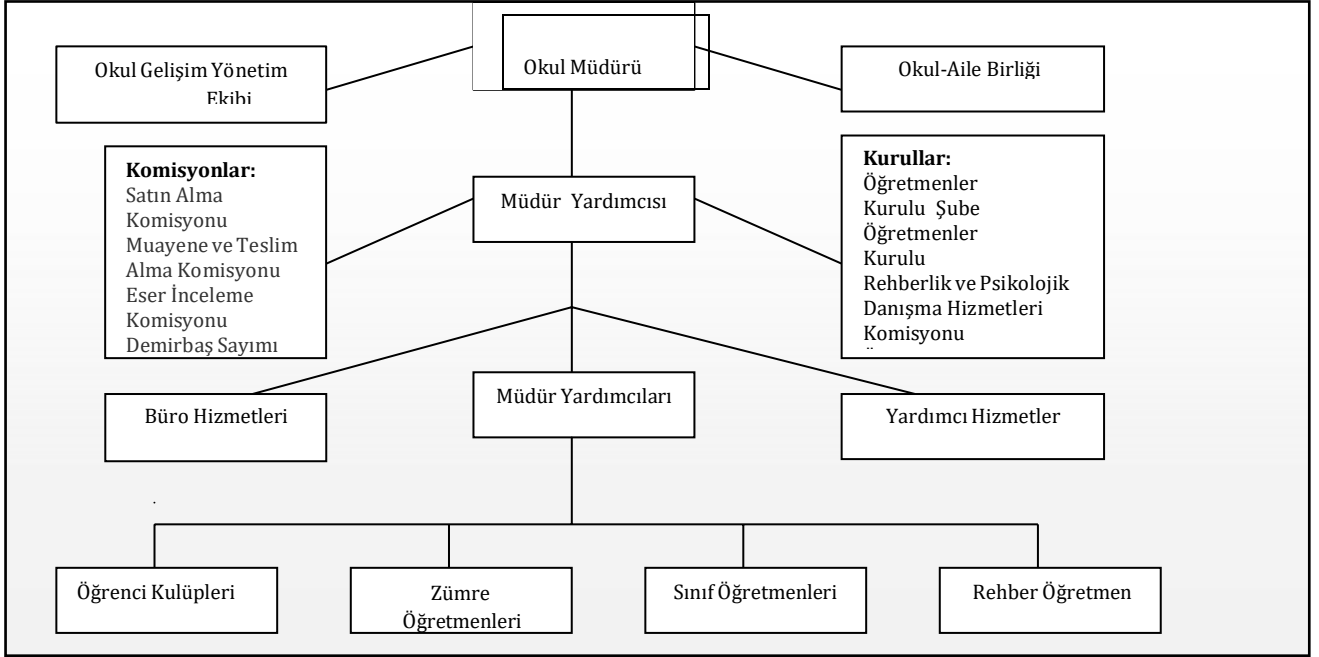 Okul Müdürü
Okul Gelişim Yönetim
Ekibi
Okul-Aile Birliği
Komisyonlar:
Satın Alma
Komisyonu
Muayene ve Teslim
Alma Komisyonu
Eser İnceleme
Komisyonu
Demirbaş Sayımı
Müdür Yardımcısı
Kurullar:
Öğretmenler
Kurulu Şube
Öğretmenler
Kurulu
Rehberlik ve Psikolojik
Danışma Hizmetleri
Komisyonu
Büro Hizmetleri
Müdür Yardımcıları
Yardımcı Hizmetler
Öğrenci Kulüpleri
Zümre
Öğretmenleri
Sınıf Öğretmenleri
Rehber Öğretmen